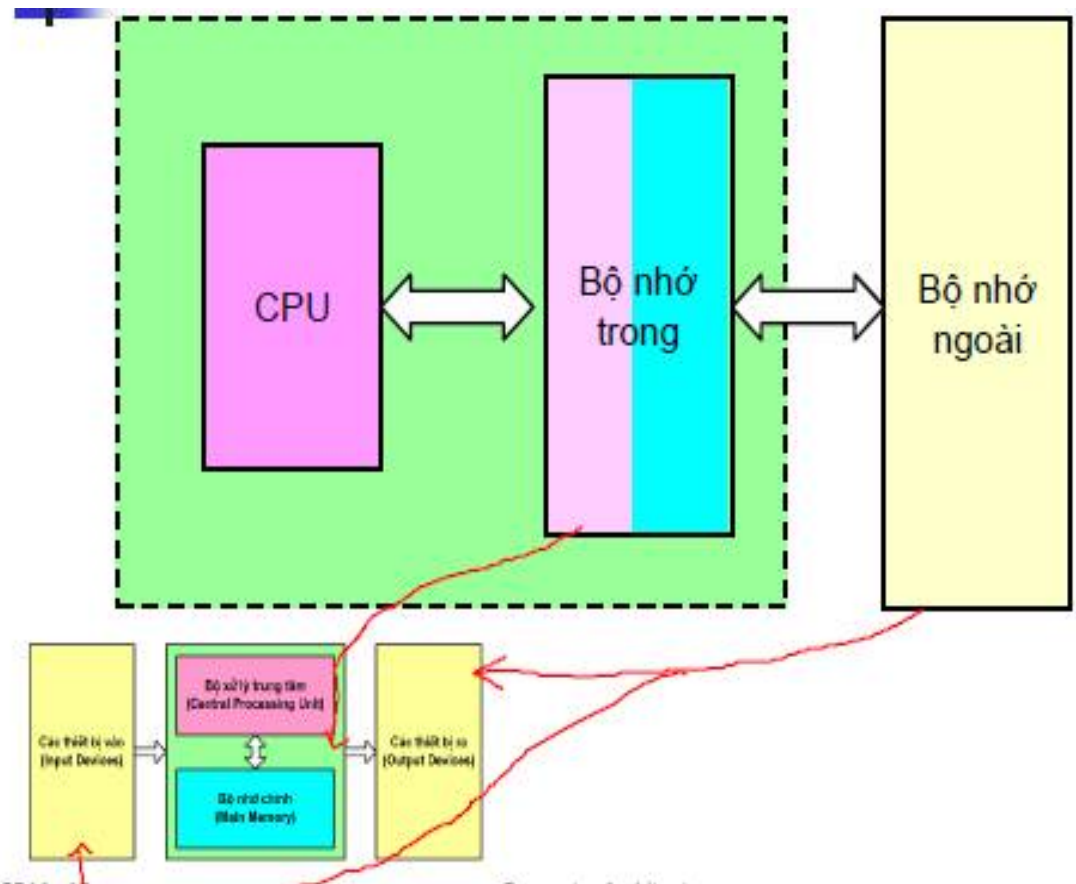 CPU
Bộ nhớ
trong
Bộ nhớ
ngoài
Các thiết bị vào
(Input Devices)
Bộ xử lý trung tâm
(Central Processing Unit)
Bộ nhớ chính
(Main Memory)
Các thiết bị ra
(Output Devices)